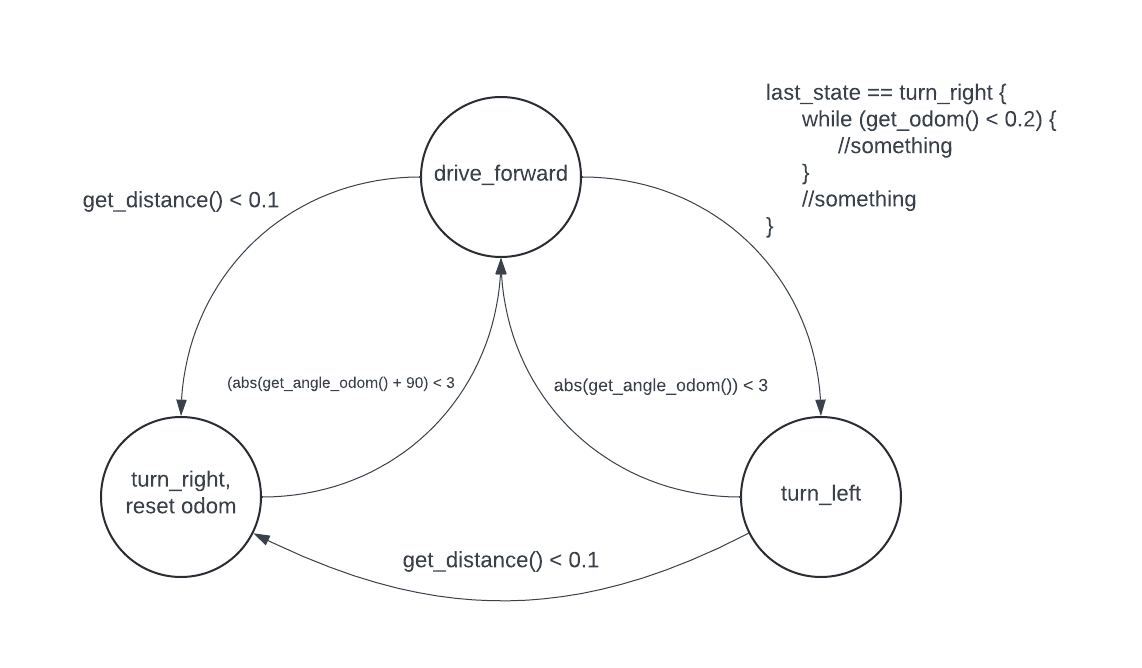 last_state == turn_right {
while (get_odom() < 0.2) {
//something
}
//something
}
drive_forward
get_distance() < 0.1
(abs(get_angle_odom() + 90) < 3
abs(get_angle_odom()) < 3
turn_right,
reset odom
turn_left
get_distance() < 0.1